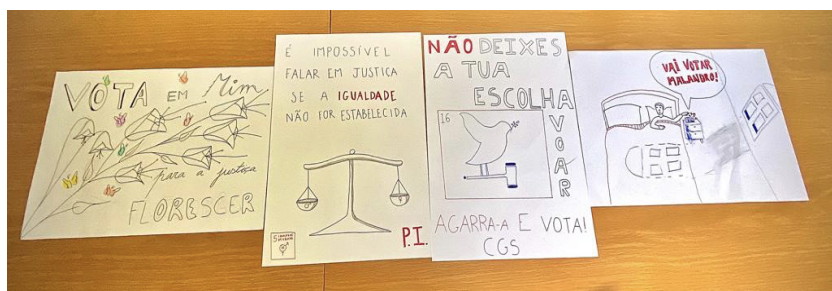 VOTA EM Mim
para a justiça
FLORESCER
É IMPOSSÍVEL
FALAR EM JUSTIÇA
SE A IGUALDADE
NÃO FOR ESTABELECIDA
P.I.
NÃO DEIXES
A TUA
ESCOLHA
VOAR
16
AGARRA-A E VOTA!
CGS
VAI VOTAR
MALANDRO!